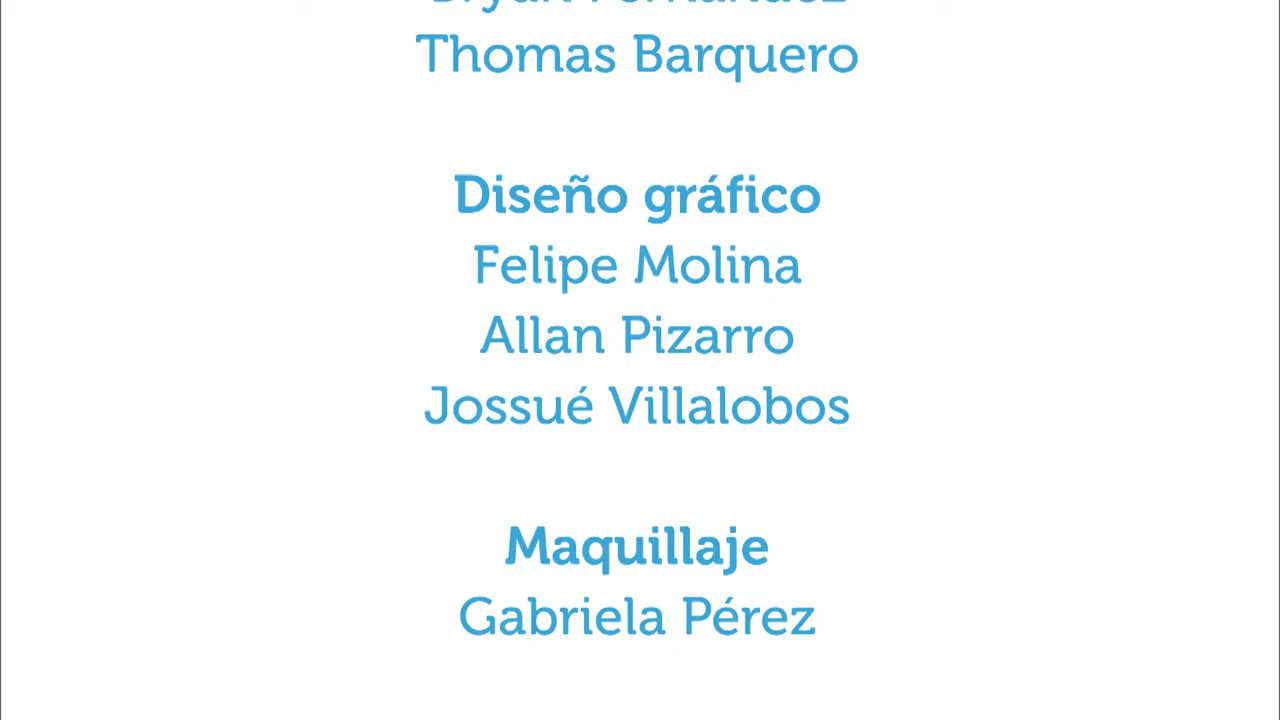 Thomas Barquero
Diseño gráfico
Felipe Molina
Allan Pizarro
Jossué Villalobos
Maquillaje
Gabriela Pérez